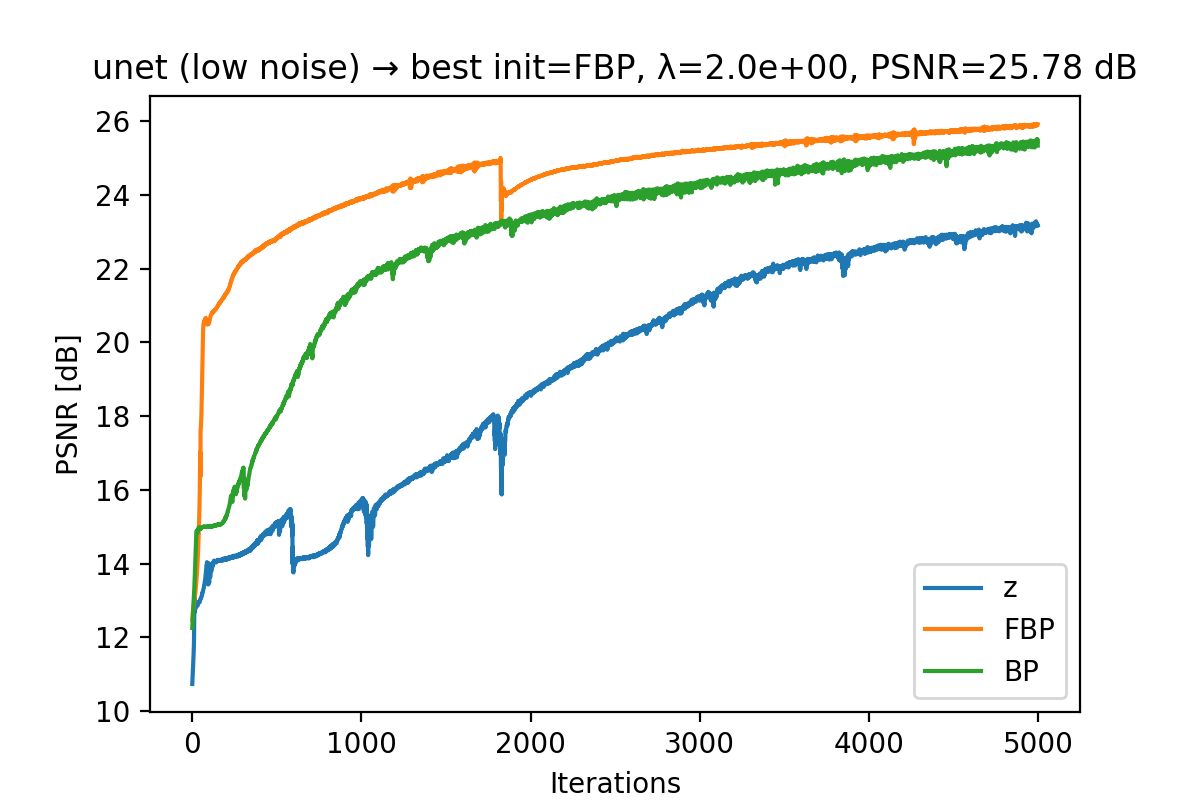 unet (low noise) → best init=FBP, λ=2.0e+00, PSNR=25.78 dB
26
24
22
20
18
16
14
12
10
PSNR [dB]
z
FBP
BP
0 1000 2000 3000 4000 5000
Iterations